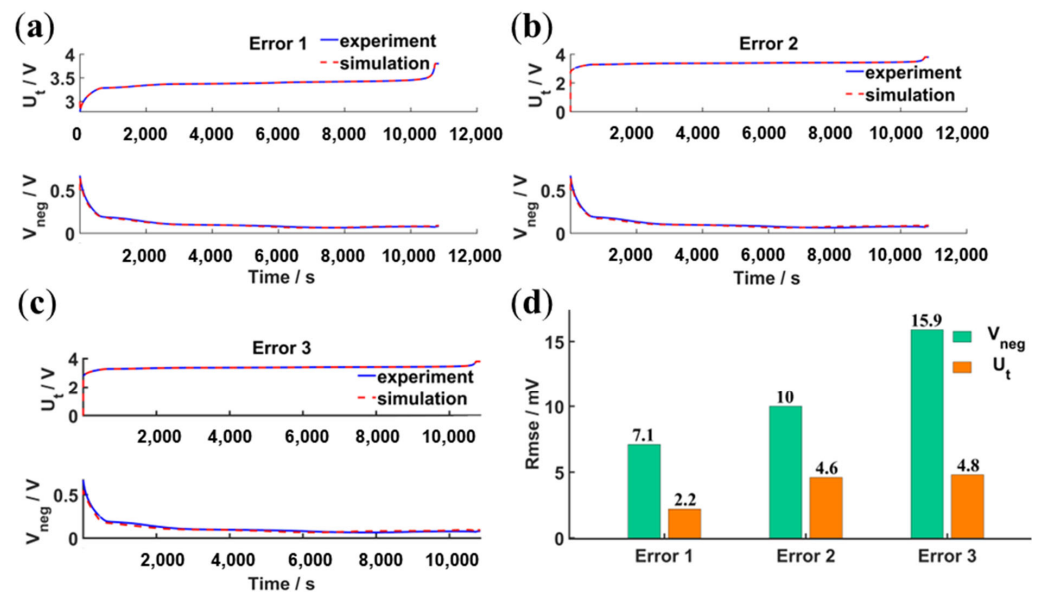 (a)
Error 1
experiment
simulation
4
3.5
3
U_t / V
0 2,000 4,000 6,000 8,000 10,000 12,000
0.5
0
V_neg / V
2,000 4,000 6,000 8,000 10,000 12,000
Time / s
(b)
Error 2
experiment
simulation
4
2
0
U_t / V
2,000 4,000 6,000 8,000 10,000 12,000
0.5
0
V_neg / V
2,000 4,000 6,000 8,000 10,000 12,000
Time / s
(c)
Error 3
experiment
simulation
4
2
0
U_t / V
2,000 4,000 6,000 8,000 10,000
0.5
0
V_neg / V
2,000 4,000 6,000 8,000 10,000
Time / s
(d)
V_neg
U_t
15
10
5
0
Rmse / mV
7.1 2.2 10 4.6 15.9 4.8
Error 1 Error 2 Error 3